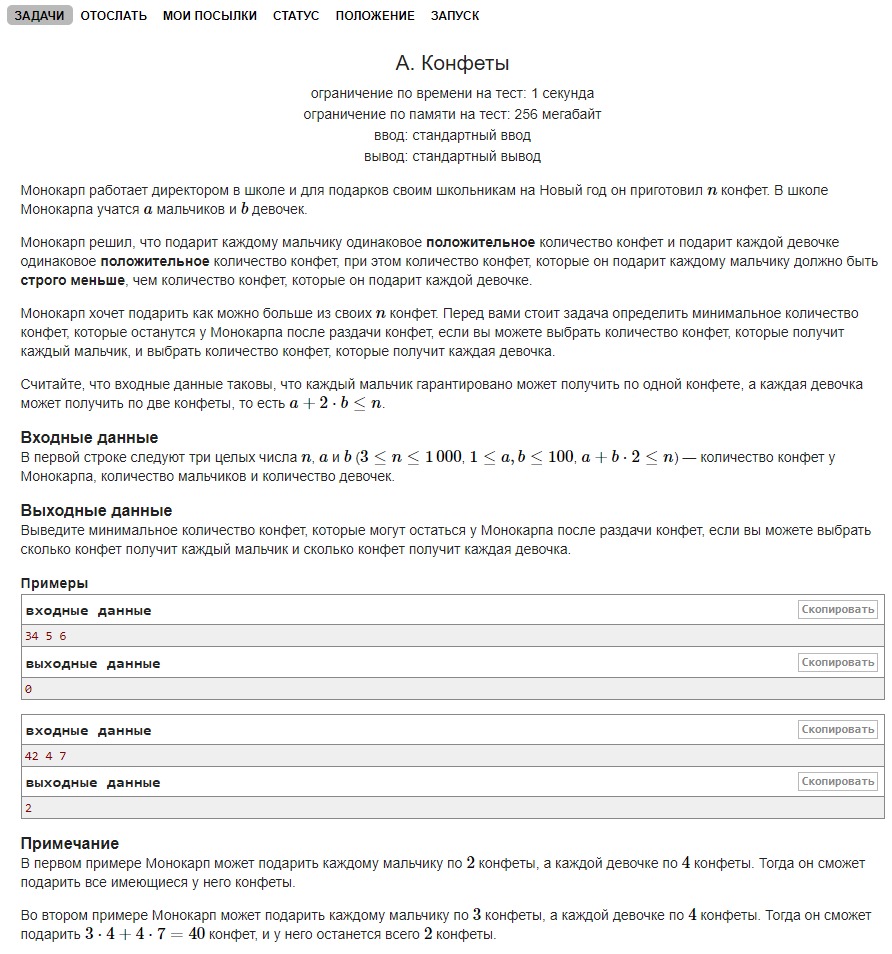 ЗАДАЧИ ОТОСЛАТЬ МОИ ПОСЫЛКИ СТАТУС ПОЛОЖЕНИЕ ЗАПУСК
А. Конфеты
ограничение по времени на тест: 1 секунда
ограничение по памяти на тест: 256 мегабайт
ввод: стандартный ввод
вывод: стандартный вывод
Монокарп работает директором в школе и для подарков своим школьникам на Новый год он приготовил n конфет. В школе
Монокарпа учатся a мальчиков и b девочек.
Монокарп решил, что подарит каждому мальчику одинаковое положительное количество конфет и подарит каждой девочке
одинаковое положительное количество конфет, при этом количество конфет, которые он подарит каждому мальчику должно быть
строго меньше, чем количество конфет, которые он подарит каждой девочке.
Монокарп хочет подарить как можно больше из своих n конфет. Перед вами стоит задача определить минимальное количество
конфет, которые останутся у Монокарпа после раздачи конфет, если вы можете выбрать количество конфет, которые получит
каждый мальчик, и выбрать количество конфет, которые получит каждая девочка.
Считайте, что входные данные таковы, что каждый мальчик гарантировано может получить по одной конфете, а каждая девочка
может получить по две конфеты, то есть a + 2 · b ≤ n.
Входные данные
В первой строке следуют три целых числа n, a и b (3 ≤ n ≤ 1 000, 1 ≤ a, b ≤ 100, a + b · 2 ≤ n) — количество конфет у
Монокарпа, количество мальчиков и количество девочек.
Выходные данные
Выведите минимальное количество конфет, которые могут остаться у Монокарпа после раздачи конфет, если вы можете выбрать
сколько конфет получит каждый мальчик и сколько конфет получит каждая девочка.
Примеры
входные данные Скопировать
34 5 6
выходные данные Скопировать
0
входные данные Скопировать
42 4 7
выходные данные Скопировать
2
Примечание
В первом примере Монокарп может подарить каждому мальчику по 2 конфеты, а каждой девочке по 4 конфеты. Тогда он сможет
подарить все имеющиеся у него конфеты.
Во втором примере Монокарп может подарить каждому мальчику по 3 конфеты, а каждой девочке по 4 конфеты. Тогда он сможет
подарить 3 · 4 + 4 · 7 = 40 конфет, и у него останется всего 2 конфеты.